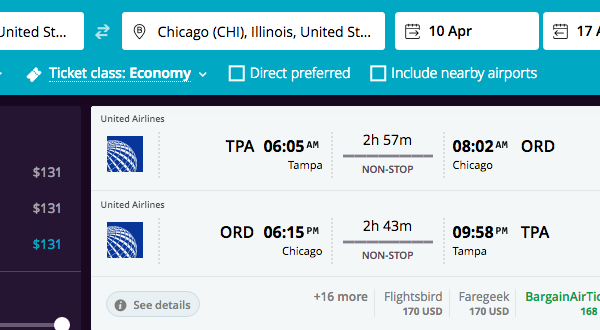 United St...
Chicago (CHI), Illinois, United St...
10 Apr
17 A
Ticket class: Economy
Direct preferred
Include nearby airports
$131
$131
$131
United Airlines
TPA 06:05 AM
Tampa
2h 57m
NON-STOP
08:02 AM ORD
Chicago
United Airlines
ORD 06:15 PM
Chicago
2h 43m
NON-STOP
09:58 PM TPA
Tampa
See details
+16 more
Flightsbird
170 USD
Faregeek
170 USD
BargainAirTic
168